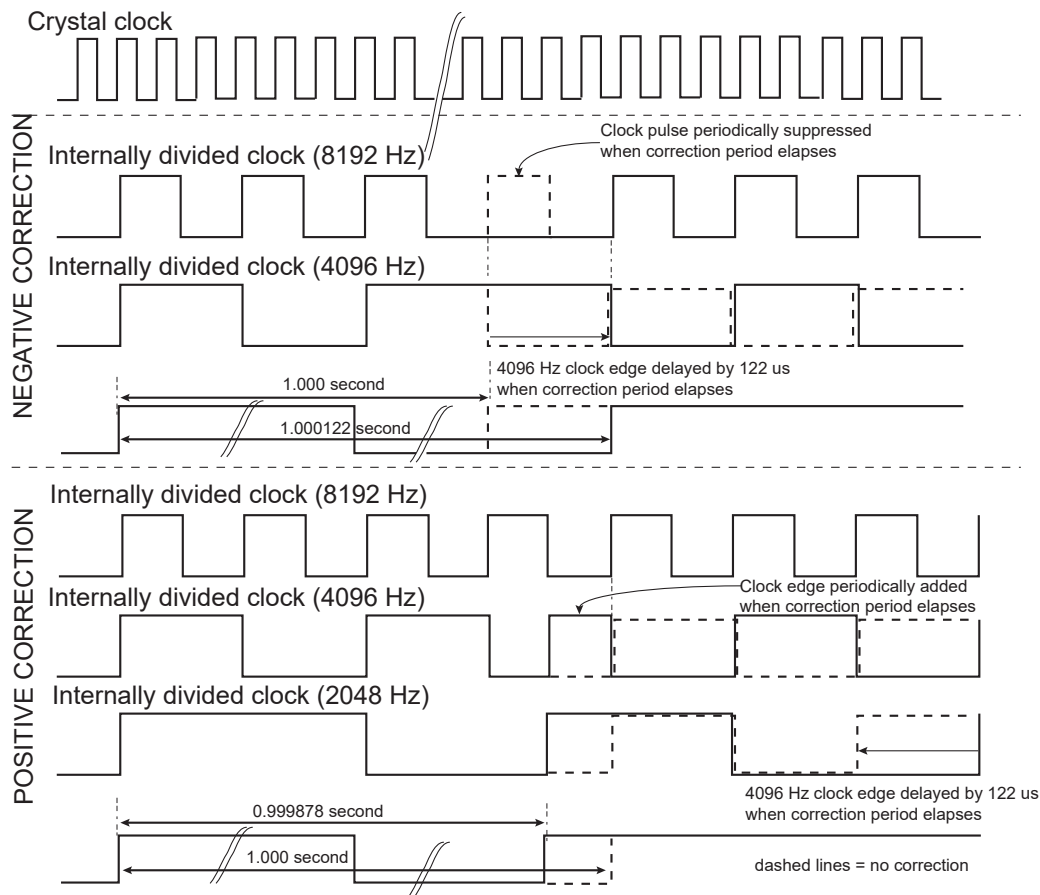 Crystal clock
NEGATIVE CORRECTION
Clock pulse periodically suppressed
when correction period elapses
Internally divided clock (8192 Hz)
Internally divided clock (4096 Hz)
4096 Hz clock edge delayed by 122 us
when correction period elapses
1.000 second
1.000122 second
POSITIVE CORRECTION
Internally divided clock (8192 Hz)
Internally divided clock (4096 Hz)
Clock edge periodically added
when correction period elapses
Internally divided clock (2048 Hz)
4096 Hz clock edge delayed by 122 us
when correction period elapses
0.999878 second
1.000 second
dashed lines = no correction